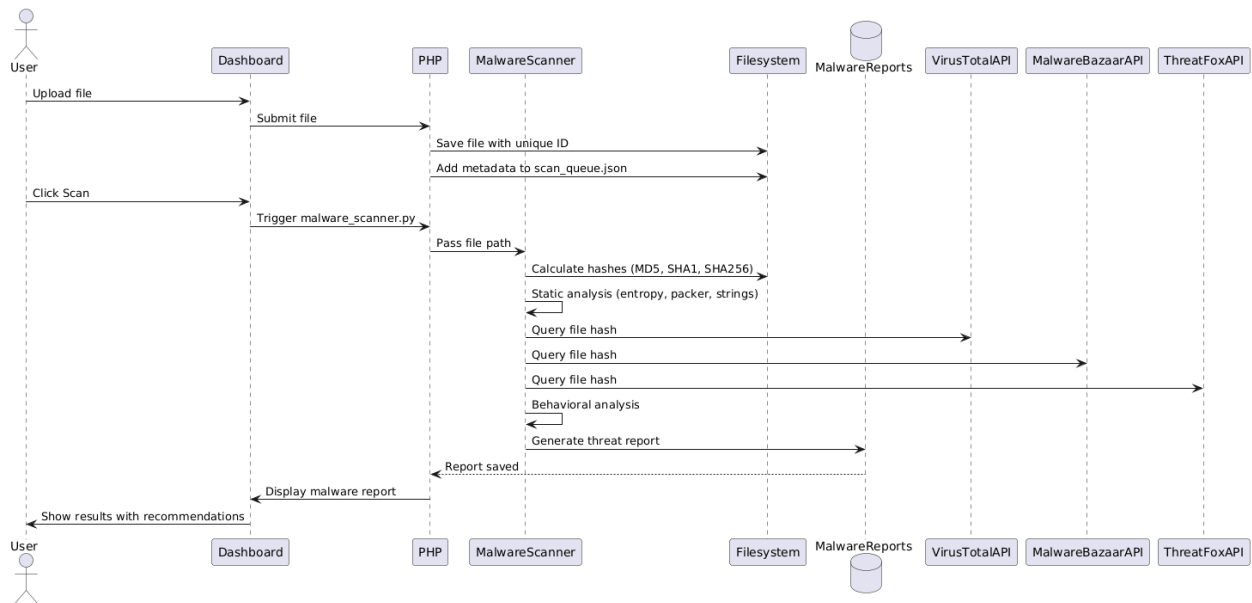 User Dashboard PHP MalwareScanner Filesystem MalwareReports VirusTotalAPI MalwareBazaarAPI ThreatFoxAPI
Upload file
Submit file
Save file with unique ID
Add metadata to scan_queue.json
Click Scan
Trigger malware_scanner.py
Pass file path
Calculate hashes (MD5, SHA1, SHA256)
Static analysis (entropy, packer, strings)
Query file hash
Query file hash
Query file hash
Behavioral analysis
Generate threat report
Report saved
Display malware report
Show results with recommendations
User Dashboard PHP MalwareScanner Filesystem MalwareReports VirusTotalAPI MalwareBazaarAPI ThreatFoxAPI